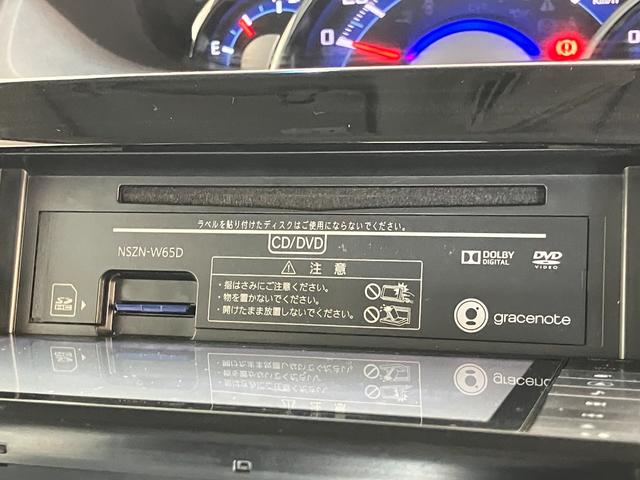 E
0
km/h
0
ラベルを貼り付けたディスクはご使用にならないでください。
CD/DVD
NSZN-W65D
注 意
・指はさみにご注意ください。
・物を置かないでください。
・開けたまま放置しないでください。
DOLBY
DIGITAL
DVD
VIDEO
SD
gracenote